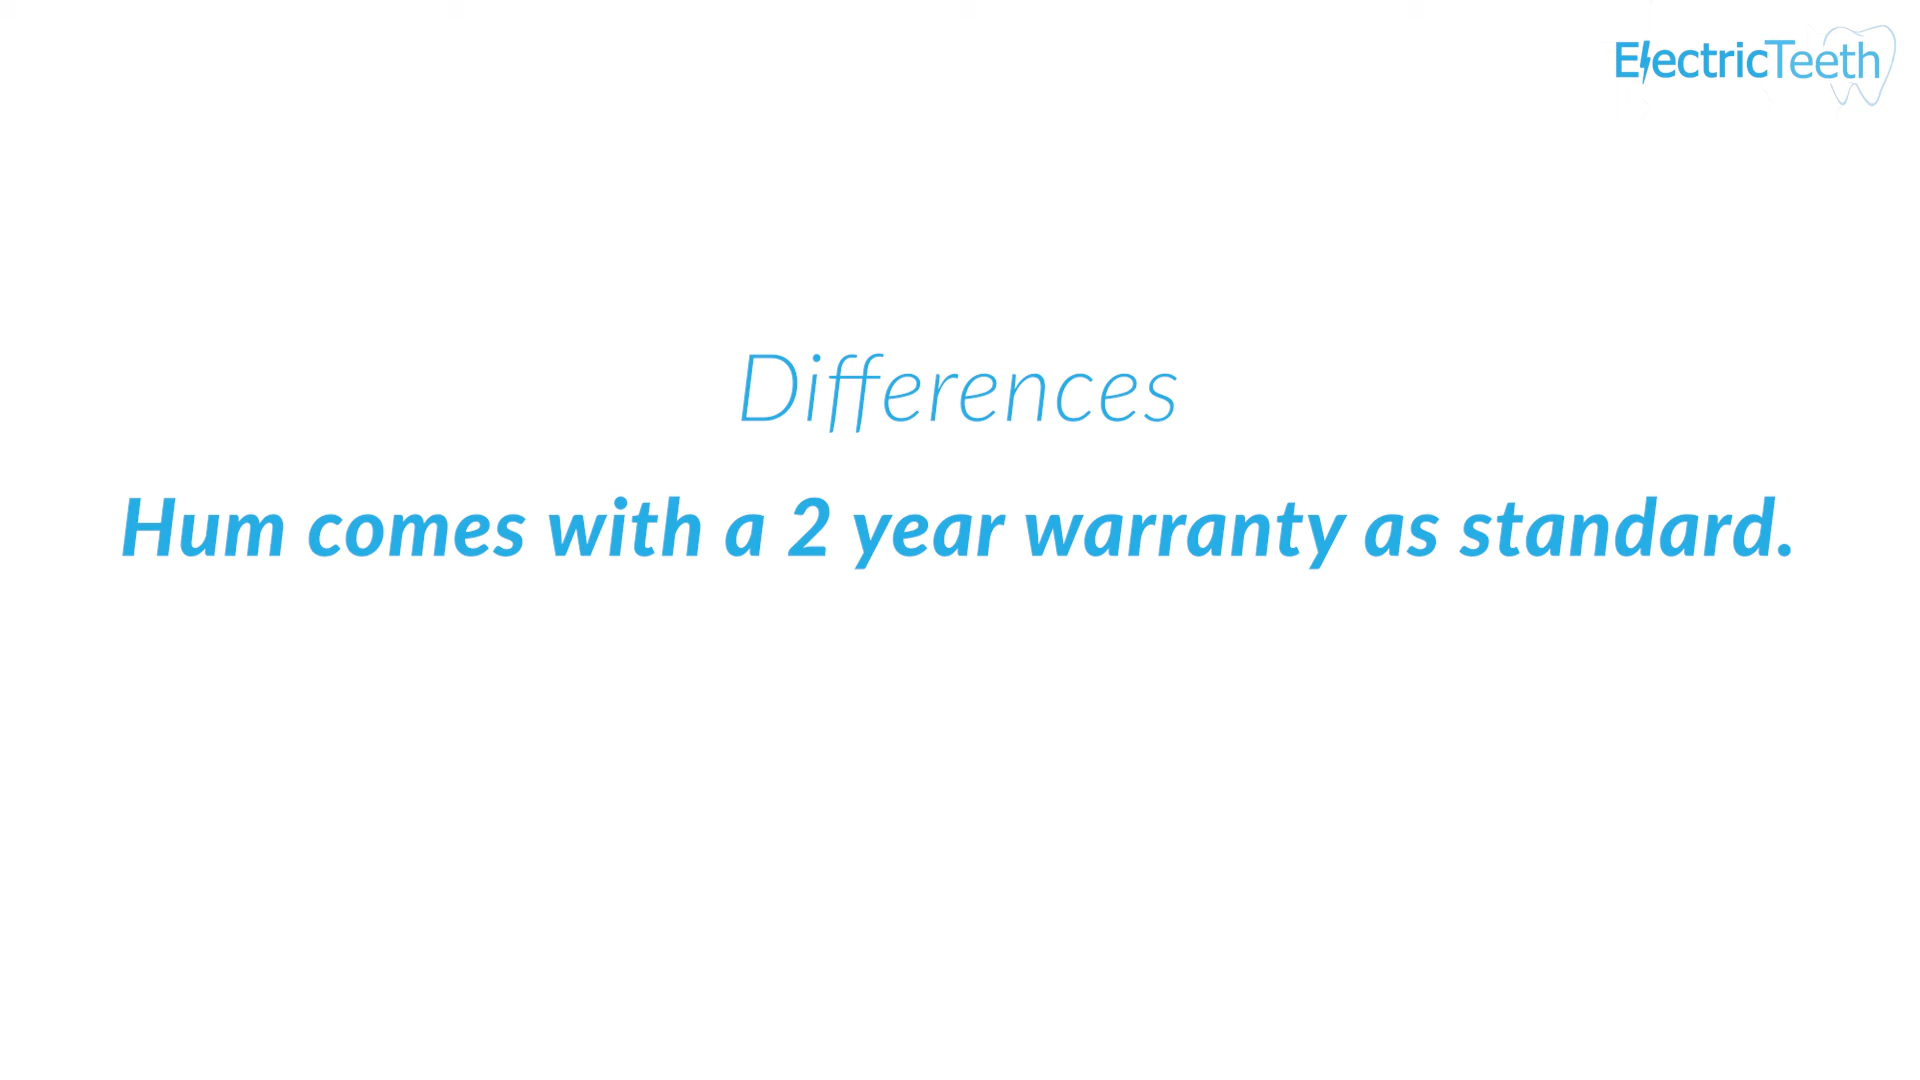 ElectricTeeth
Differences
Hum comes with a 2 year warranty as standard.